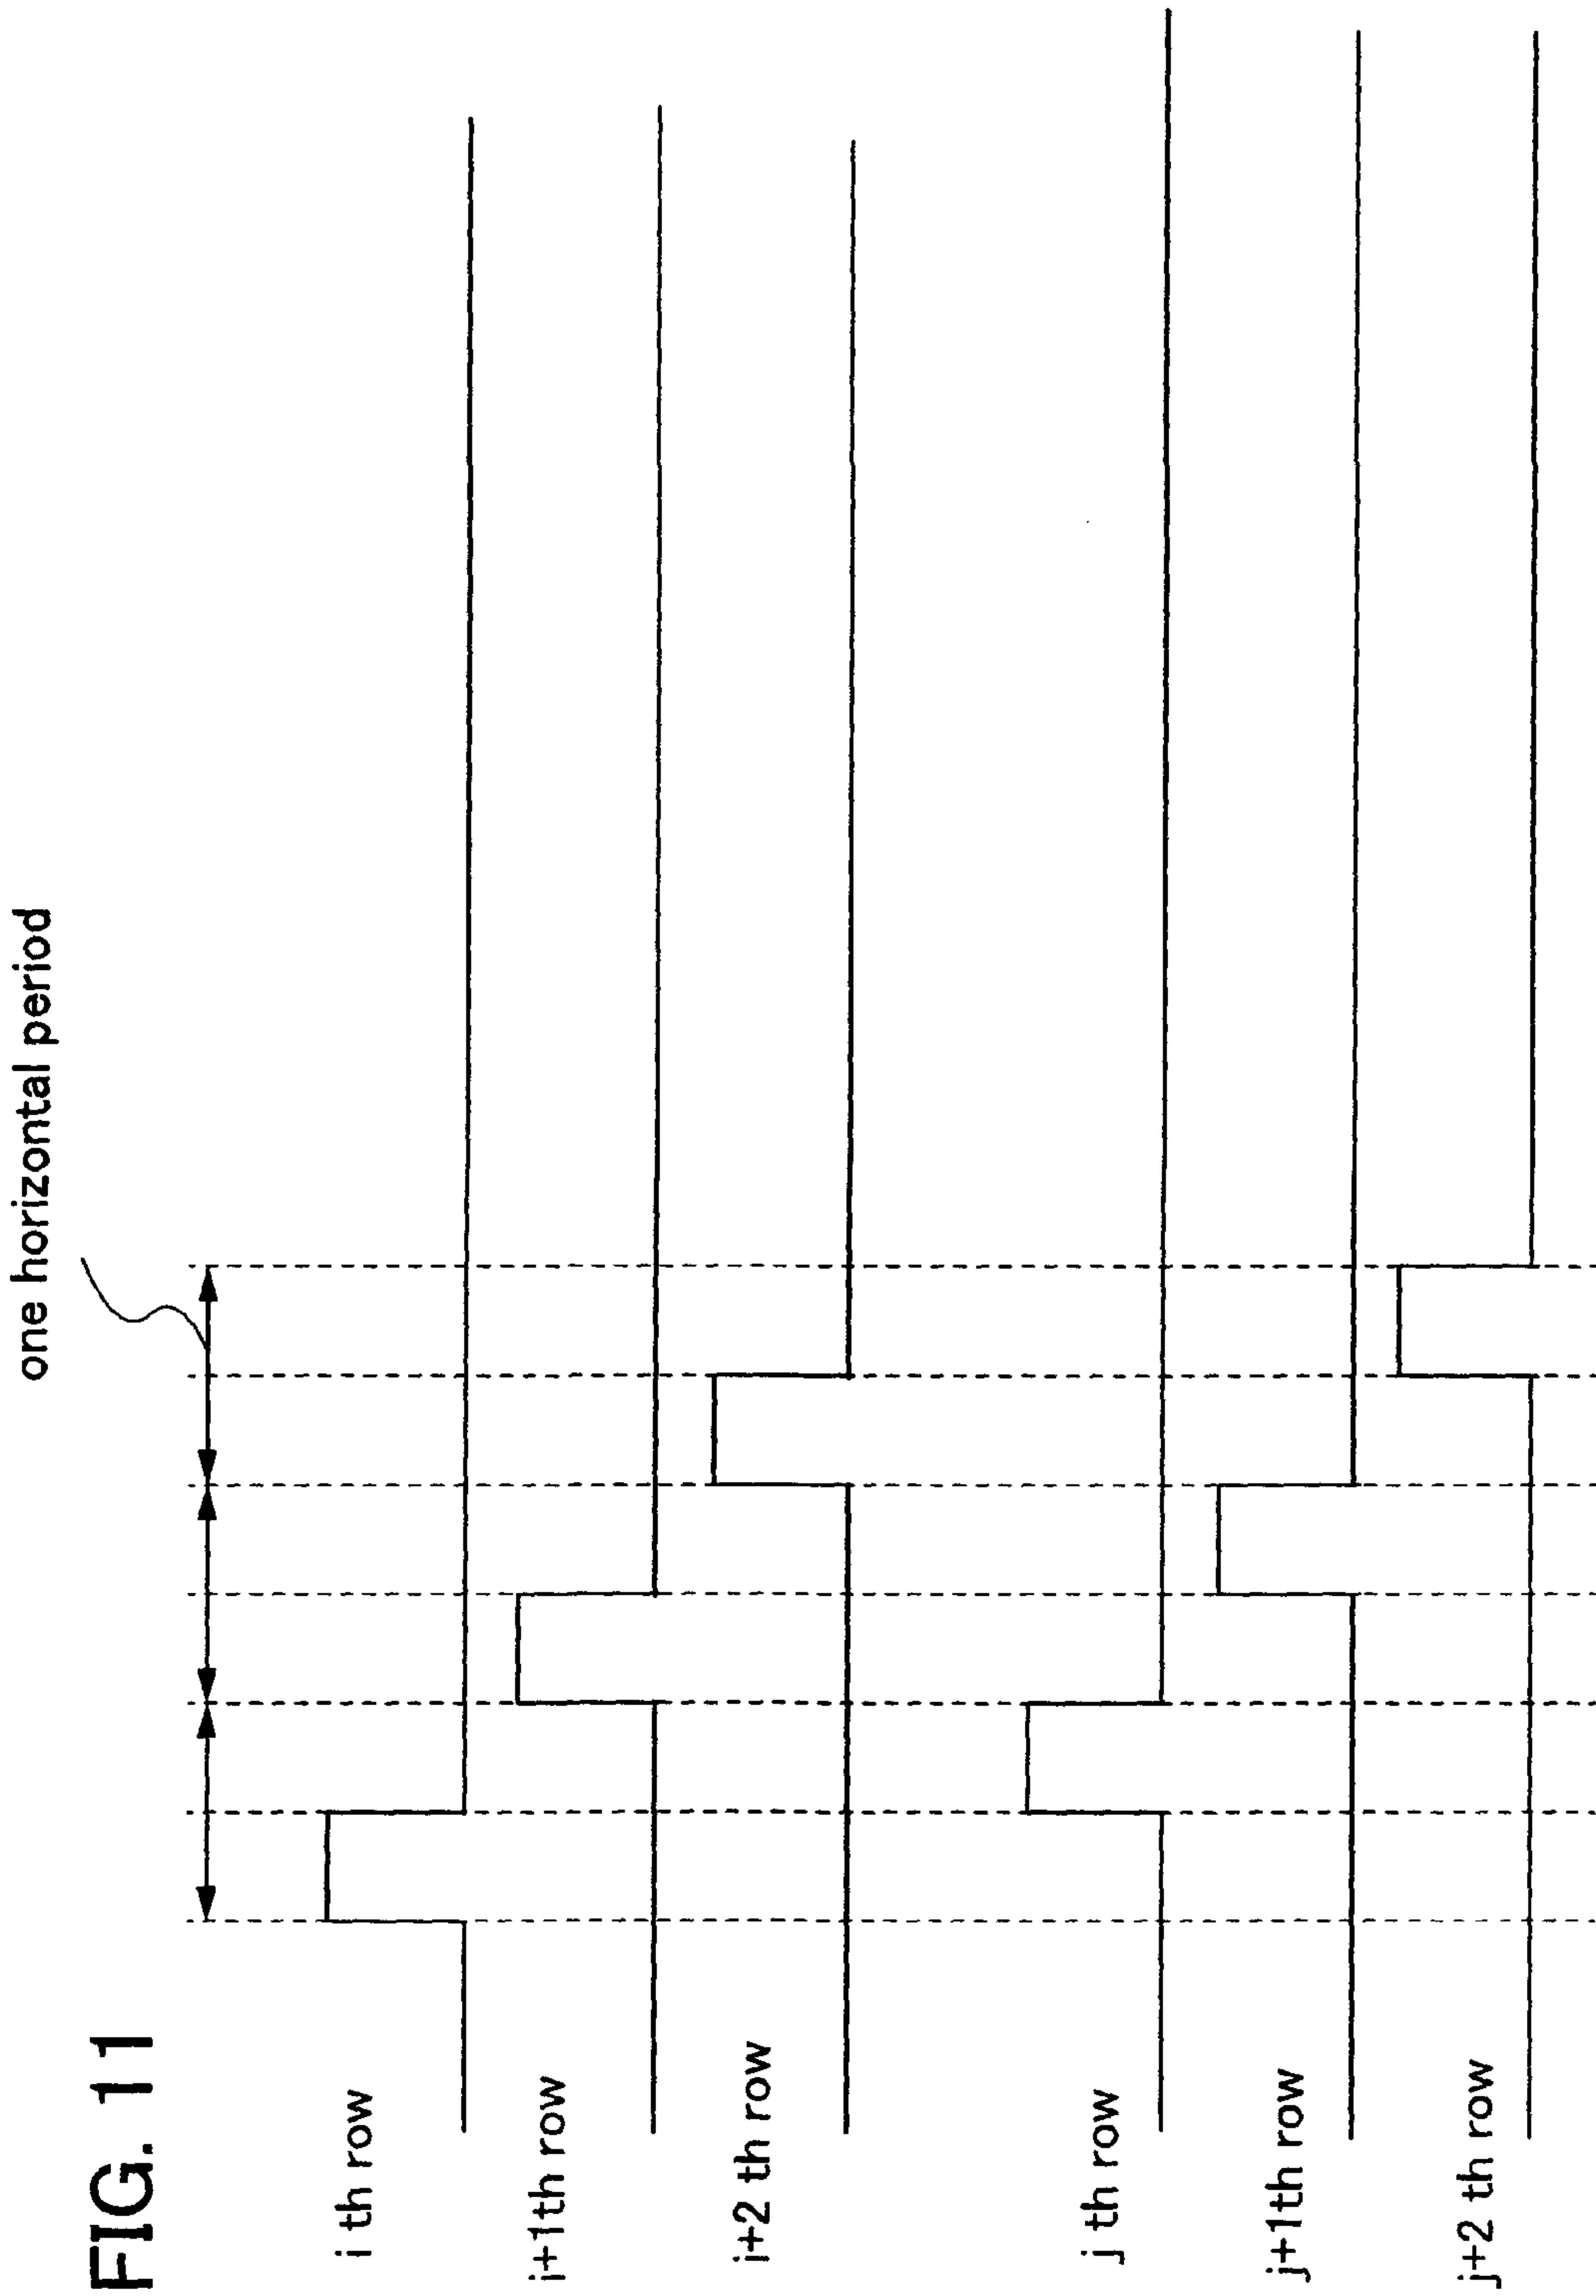 FIG. 11
one horizontal period
i th row
i+1th row
i+2 th row
j th row
j+1th row
j+2 th row